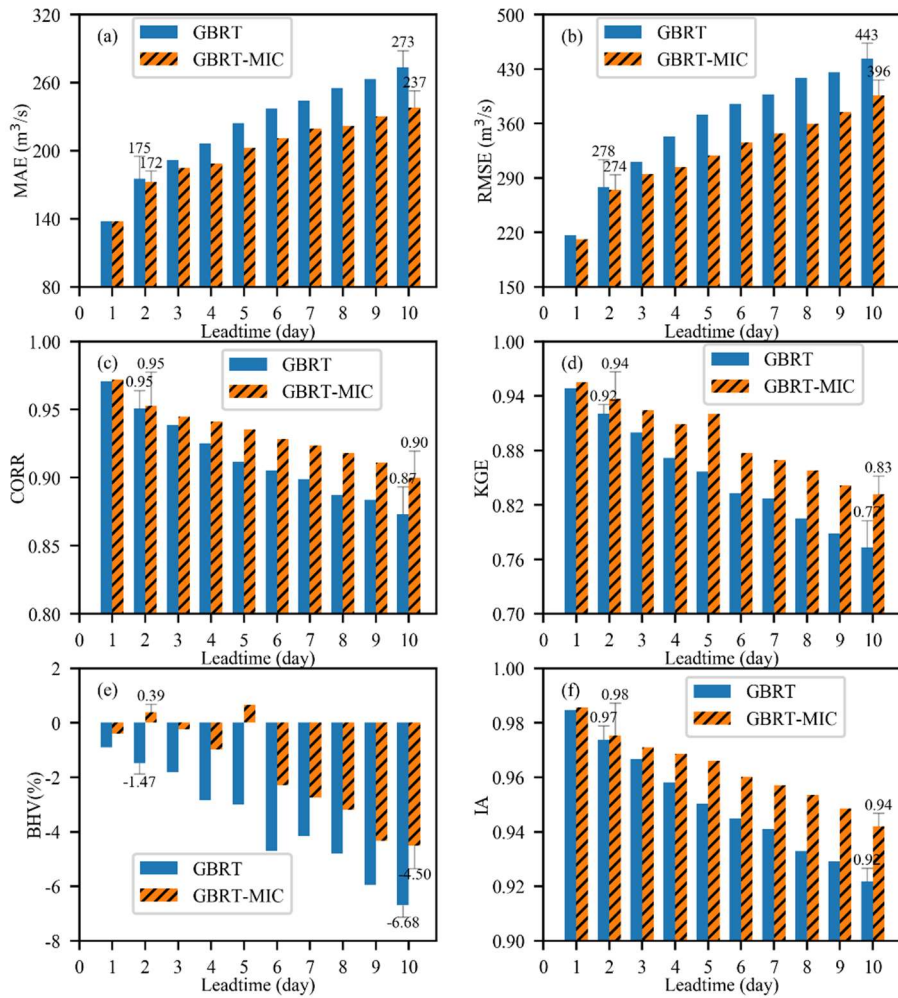 (a)
GBRT
GBRT-MIC
MAE (m³/s)
320
260
200
140
80
175
172
273
237
0 1 2 3 4 5 6 7 8 9 10
Leadtime (day)
(b)
GBRT
GBRT-MIC
RMSE (m³/s)
500
430
360
290
220
150
278
274
443
396
0 1 2 3 4 5 6 7 8 9 10
Leadtime (day)
(c)
GBRT
GBRT-MIC
CORR
1.00
0.95
0.90
0.85
0.80
0.95
0.95
0.87
0.90
0 1 2 3 4 5 6 7 8 9 10
Leadtime (day)
(d)
GBRT
GBRT-MIC
KGE
1.00
0.94
0.88
0.82
0.76
0.70
0.92
0.94
0.77
0.83
0 1 2 3 4 5 6 7 8 9 10
Leadtime (day)
(e)
GBRT
GBRT-MIC
BHV(%)
2
0
-2
-4
-6
-8
0.39
-1.47
-4.50
-6.68
0 1 2 3 4 5 6 7 8 9 10
Leadtime (day)
(f)
GBRT
GBRT-MIC
IA
1.00
0.98
0.96
0.94
0.92
0.90
0.97
0.98
0.92
0.94
0 1 2 3 4 5 6 7 8 9 10
Leadtime (day)